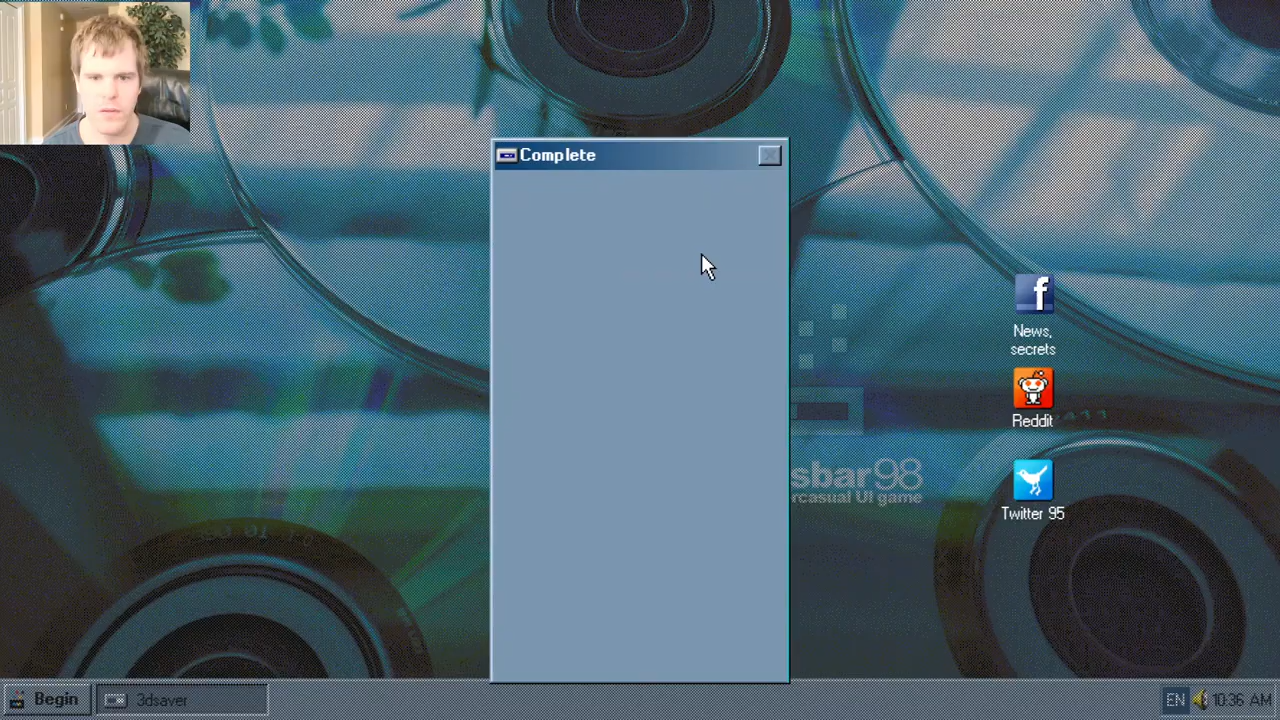 Complete
News,
secrets
Reddit
sbar98
rcasual UI game
Twitter 95
Begin
3dsaver
EN
10:36 AM